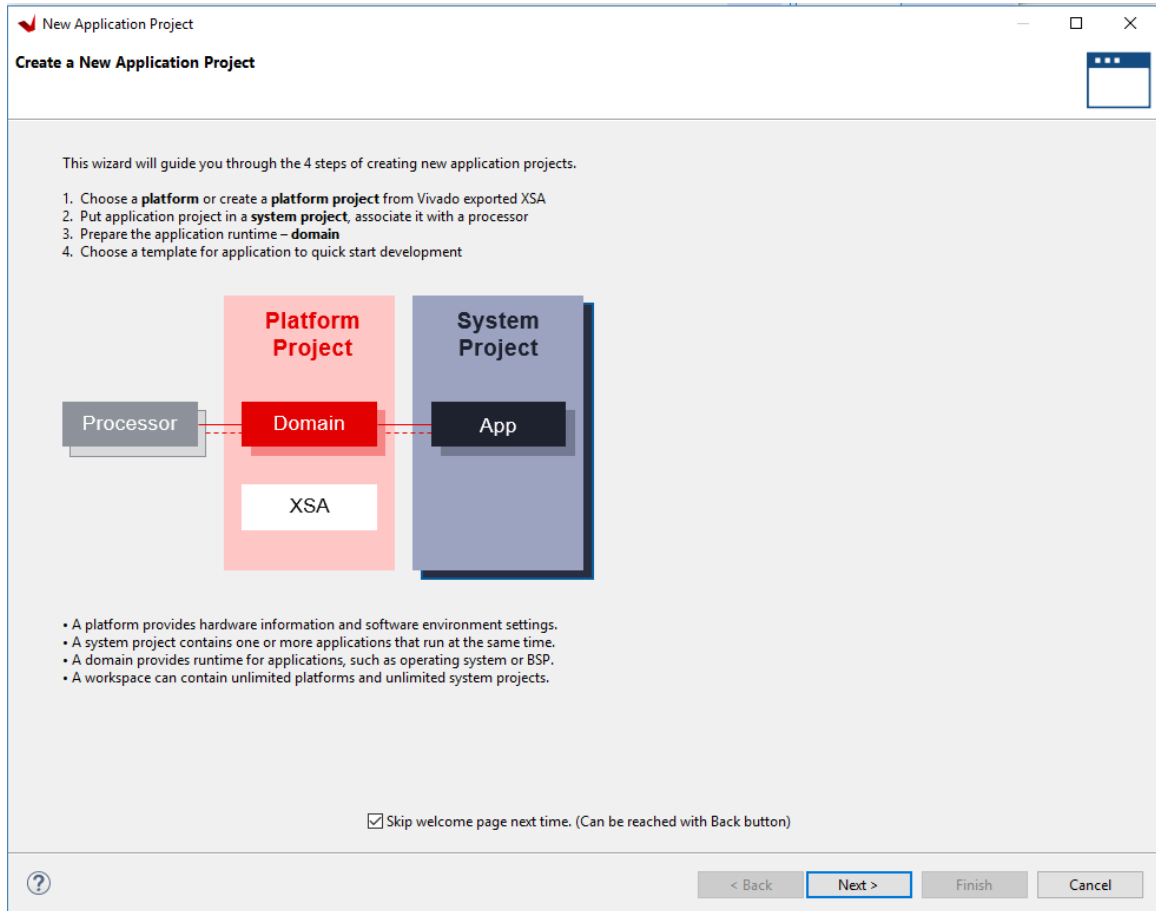 New Application Project
Create a New Application Project
This wizard will guide you through the 4 steps of creating new application projects.
1. Choose a platform or create a platform project from Vivado exported XSA
2. Put application project in a system project, associate it with a processor
3. Prepare the application runtime – domain
4. Choose a template for application to quick start development
Platform
Project
System
Project
Processor
Domain
App
XSA
• A platform provides hardware information and software environment settings.
• A system project contains one or more applications that run at the same time.
• A domain provides runtime for applications, such as operating system or BSP.
• A workspace can contain unlimited platforms and unlimited system projects.
Skip welcome page next time. (Can be reached with Back button)
?
< Back
Next >
Finish
Cancel